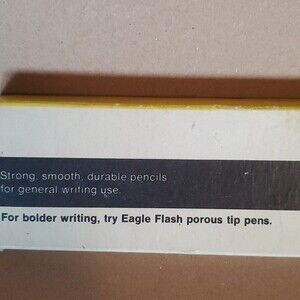 Strong, smooth, durable pencils
for general writing use.
For bolder writing, try Eagle Flash porous tip pens.